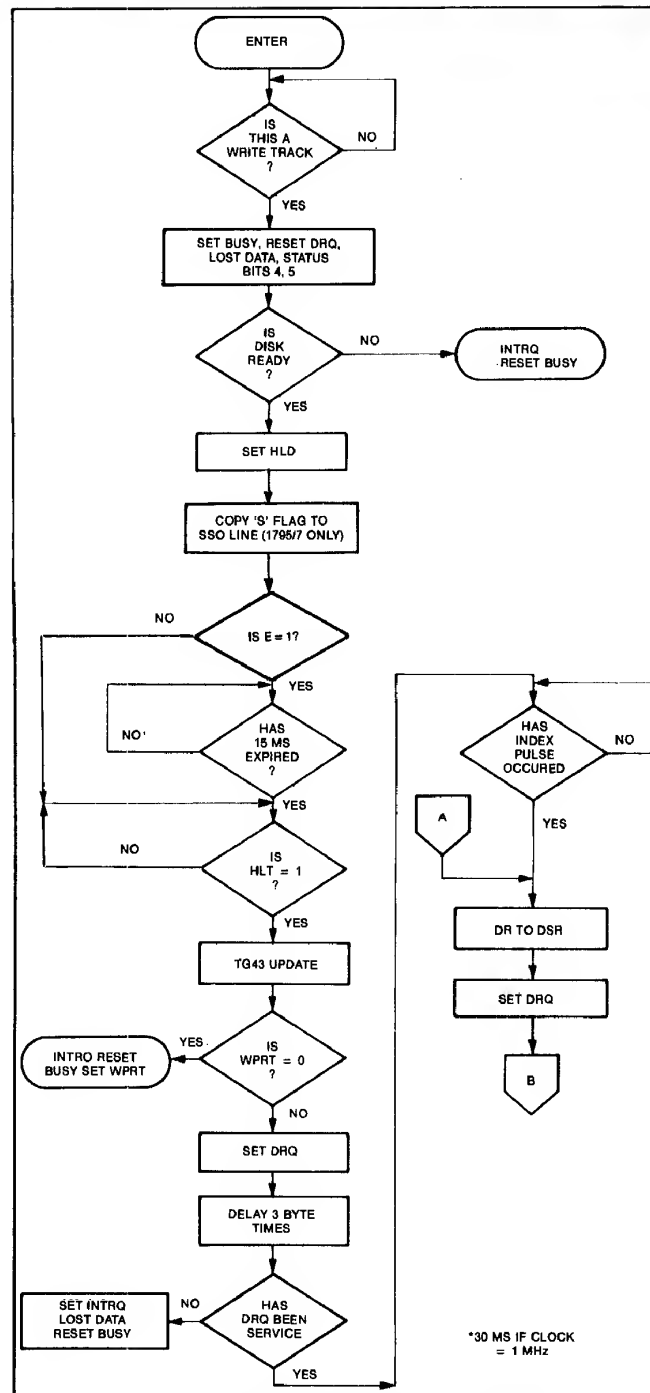 ENTER
IS
THIS A
WRITE TRACK
?
NO
YES
SET BUSY, RESET DRQ,
LOST DATA, STATUS
BITS 4, 5
IS
DISK
READY
?
NO
INTRQ
RESET BUSY
YES
SET HLD
COPY 'S' FLAG TO
SSO LINE (1795/7 ONLY)
NO
IS E = 1?
YES
NO*
HAS
15 MS
EXPIRED
?
YES
NO
IS
HLT = 1
?
YES
TG43 UPDATE
YES
IS
WPRT = 0
?
INTRO RESET
BUSY SET WPRT
NO
SET DRQ
DELAY 3 BYTE
TIMES
NO
HAS
DRQ BEEN
SERVICE
SET INTRQ
LOST DATA
RESET BUSY
YES
HAS
INDEX
PULSE
OCCURED
NO
YES
A
DR TO DSR
SET DRQ
B
*30 MS IF CLOCK
= 1 MHz